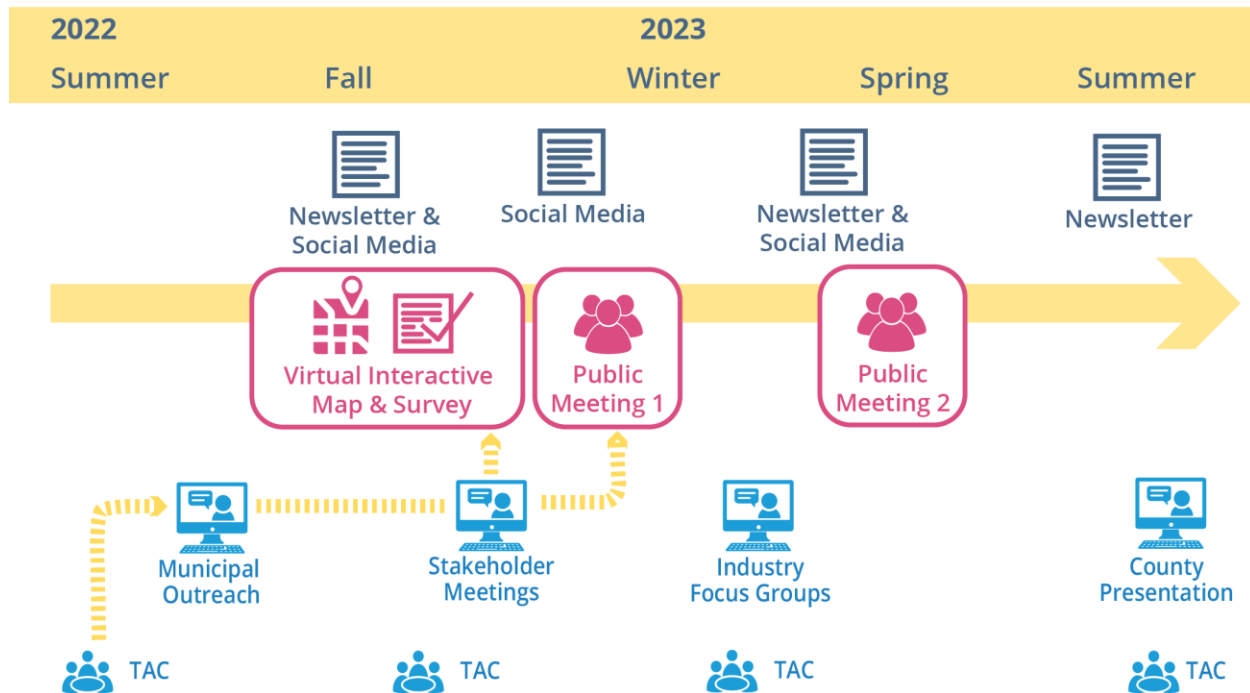 2022 2023
Summer Fall Winter Spring Summer
Newsletter &
Social Media
Social Media
Newsletter &
Social Media
Newsletter
Virtual Interactive
Map & Survey
Public
Meeting 1
Public
Meeting 2
Municipal
Outreach
Stakeholder
Meetings
Industry
Focus Groups
County
Presentation
TAC TAC TAC TAC